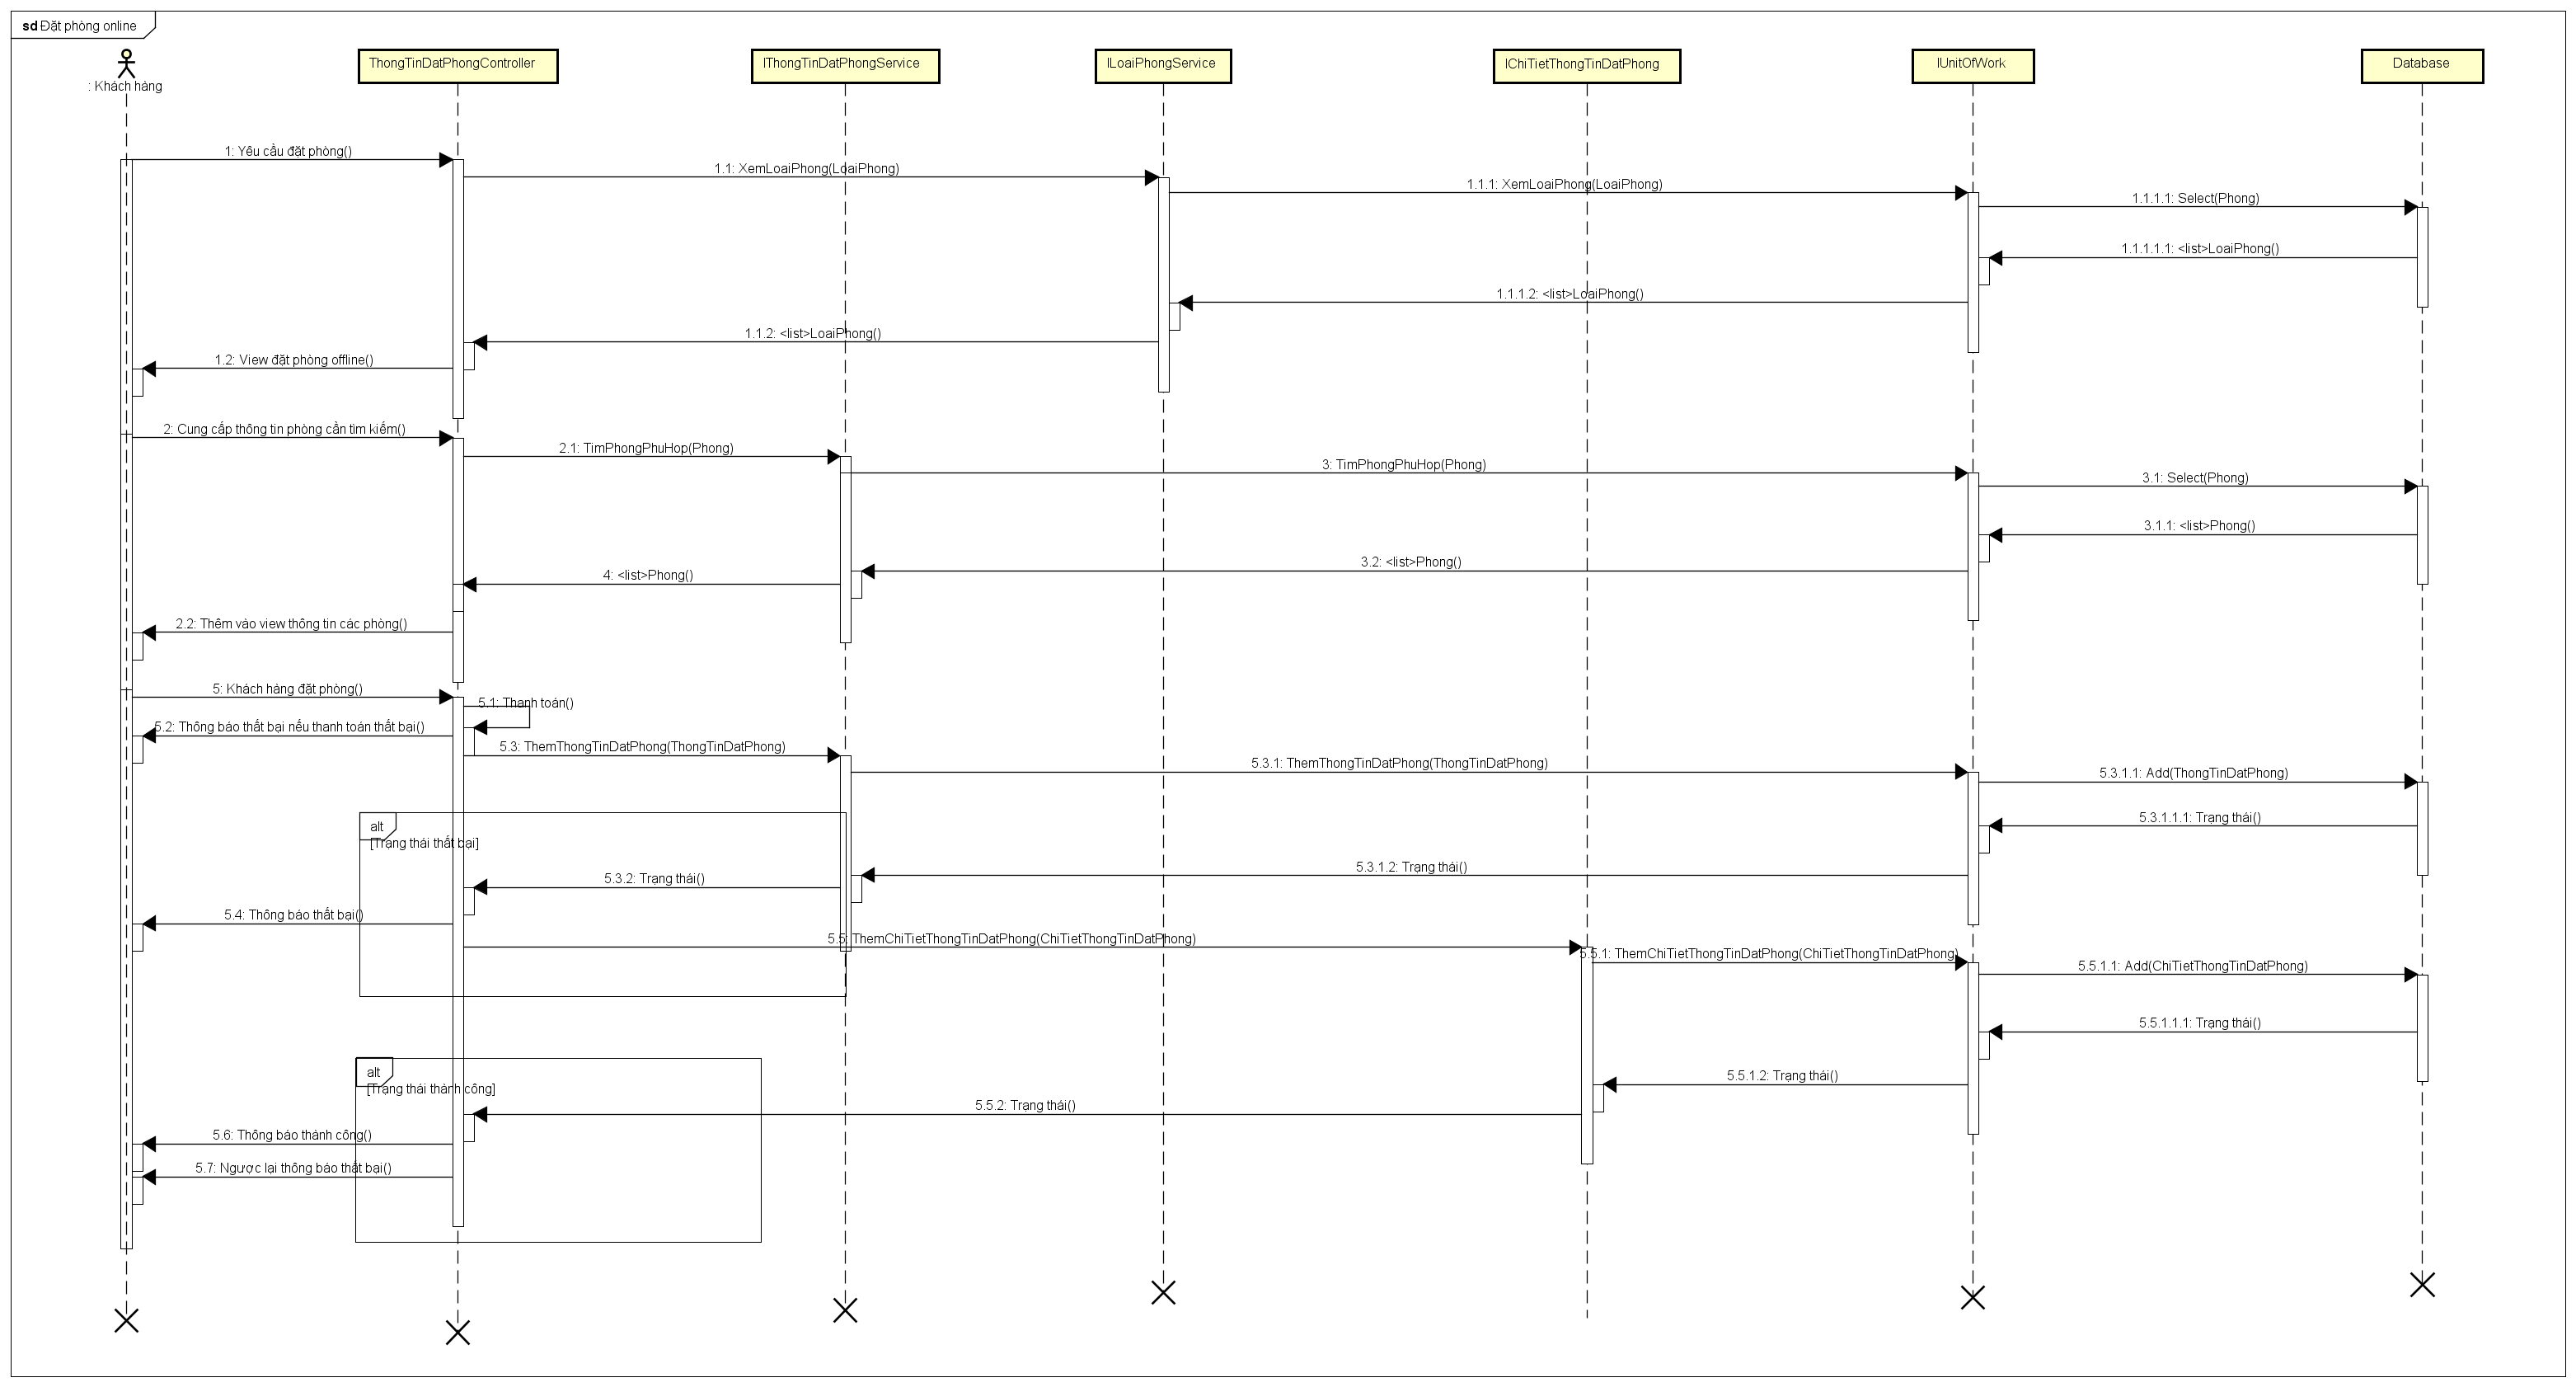 sd Đặt phòng online
: Khách hàng
ThongTinDatPhongController
IThongTinDatPhongService
ILoaiPhongService
IChiTietThongTinDatPhong
IUnitOfWork
Database
1: Yêu cầu đặt phòng()
1.1: XemLoaiPhong(LoaiPhong)
1.1.1: XemLoaiPhong(LoaiPhong)
1.1.1.1: Select(Phong)
1.1.1.1.1: <list>LoaiPhong()
1.1.1.2: <list>LoaiPhong()
1.1.2: <list>LoaiPhong()
1.2: View đặt phòng offline()
2: Cung cấp thông tin phòng cần tìm kiếm()
2.1: TimPhongPhuHop(Phong)
3: TimPhongPhuHop(Phong)
3.1: Select(Phong)
3.1.1: <list>Phong()
3.2: <list>Phong()
4: <list>Phong()
2.2: Thêm vào view thông tin các phòng()
5: Khách hàng đặt phòng()
5.1: Thanh toán()
5.2: Thông báo thất bại nếu thanh toán thất bại()
5.3: ThemThongTinDatPhong(ThongTinDatPhong)
5.3.1: ThemThongTinDatPhong(ThongTinDatPhong)
5.3.1.1: Add(ThongTinDatPhong)
5.3.1.1.1: Trạng thái()
alt
[Trạng thái thất bại]
5.3.1.2: Trạng thái()
5.3.2: Trạng thái()
5.4: Thông báo thất bại()
5.5: ThemChiTietThongTinDatPhong(ChiTietThongTinDatPhong)
5.5.1: ThemChiTietThongTinDatPhong(ChiTietThongTinDatPhong)
5.5.1.1: Add(ChiTietThongTinDatPhong)
5.5.1.1.1: Trạng thái()
alt
[Trạng thái thành công]
5.5.1.2: Trạng thái()
5.5.2: Trạng thái()
5.6: Thông báo thành công()
5.7: Ngược lại thông báo thất bại()